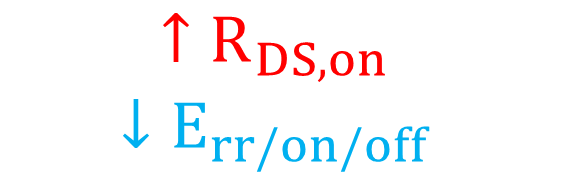 ↑ R_DS,on
↓ E_rr/on/off